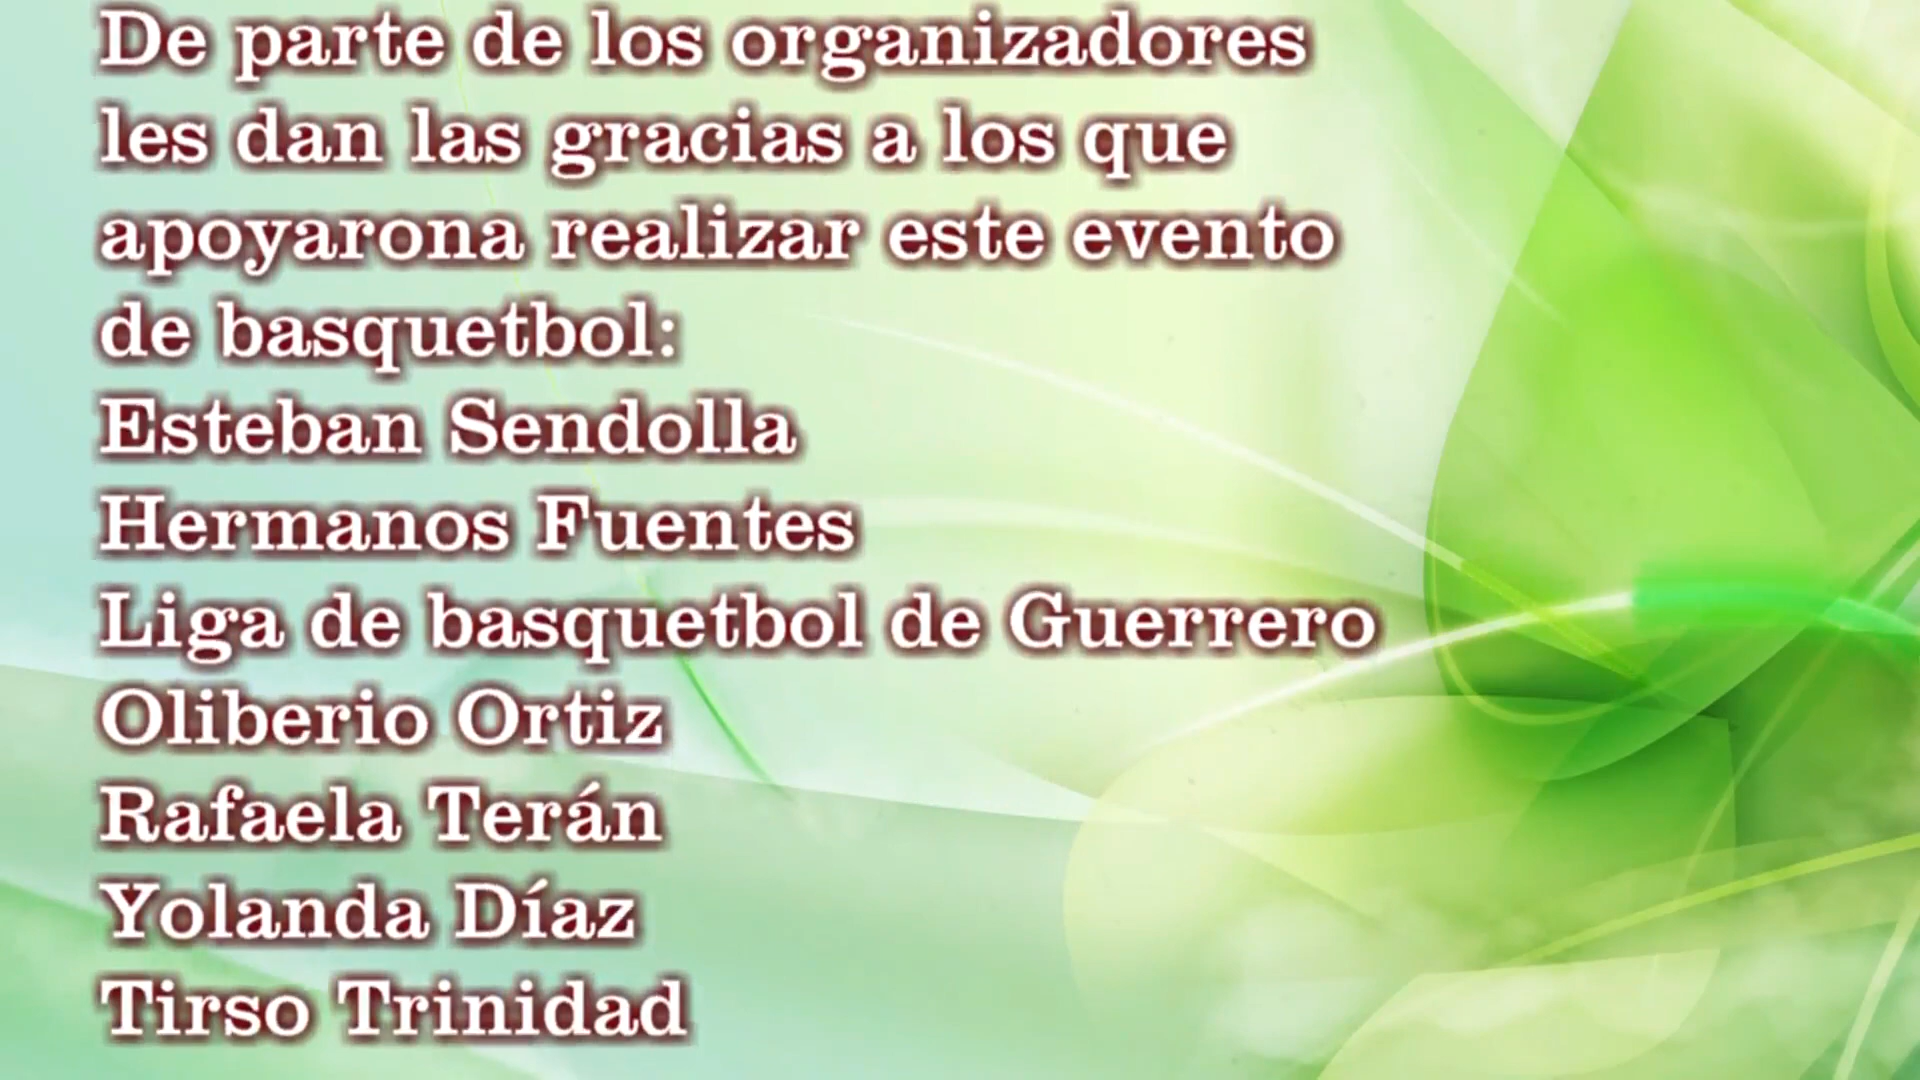 De parte de los organizadores
les dan las gracias a los que
apoyarona realizar este evento
de basquetbol:
Esteban Sendolla
Hermanos Fuentes
Liga de basquetbol de Guerrero
Oliberio Ortiz
Rafaela Terán
Yolanda Díaz
Tirso Trinidad